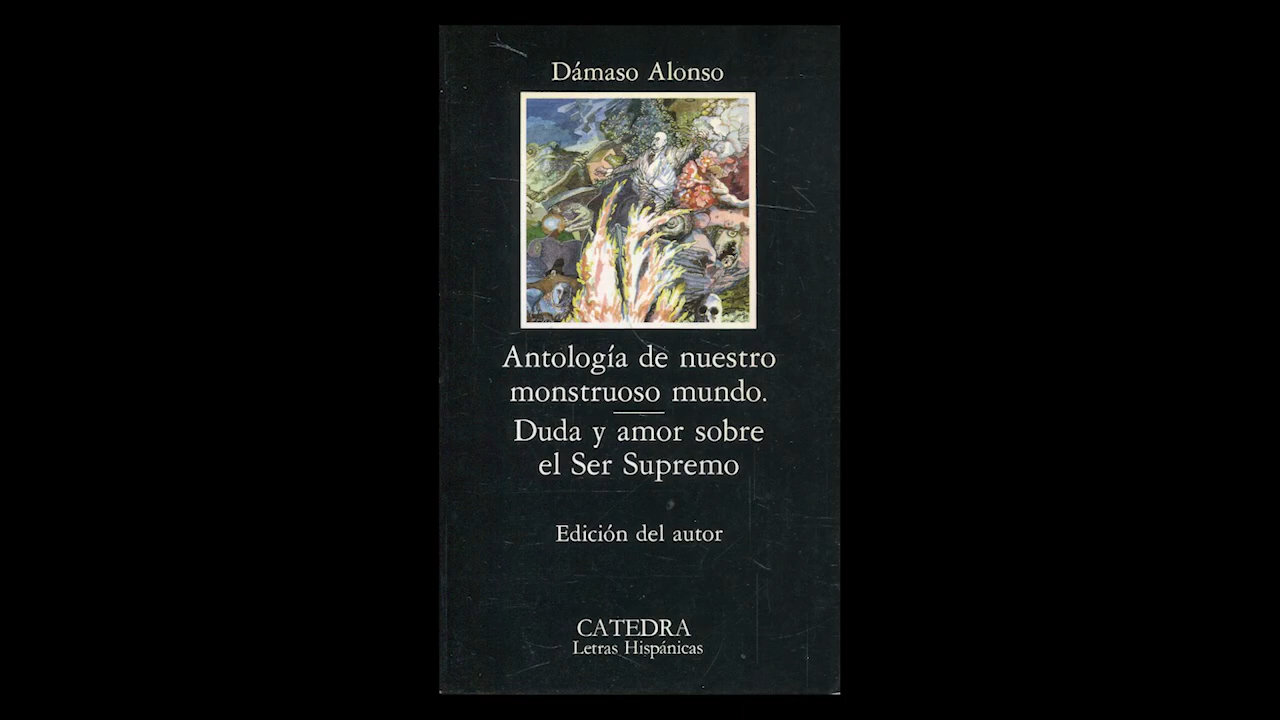 Dámaso Alonso
Antología de nuestro
monstruoso mundo.
Duda y amor sobre
el Ser Supremo
Edición del autor
CATEDRA
Letras Hispánicas